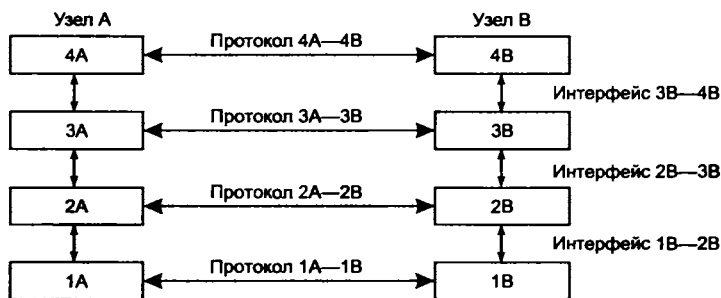 Узел А
Узел В
4А
Протокол 4А—4В
4В
Интерфейс 3В—4В
3А
Протокол 3А—3В
3В
Интерфейс 2В—3В
2А
Протокол 2А—2В
2В
Интерфейс 1В—2В
1А
Протокол 1А—1В
1В